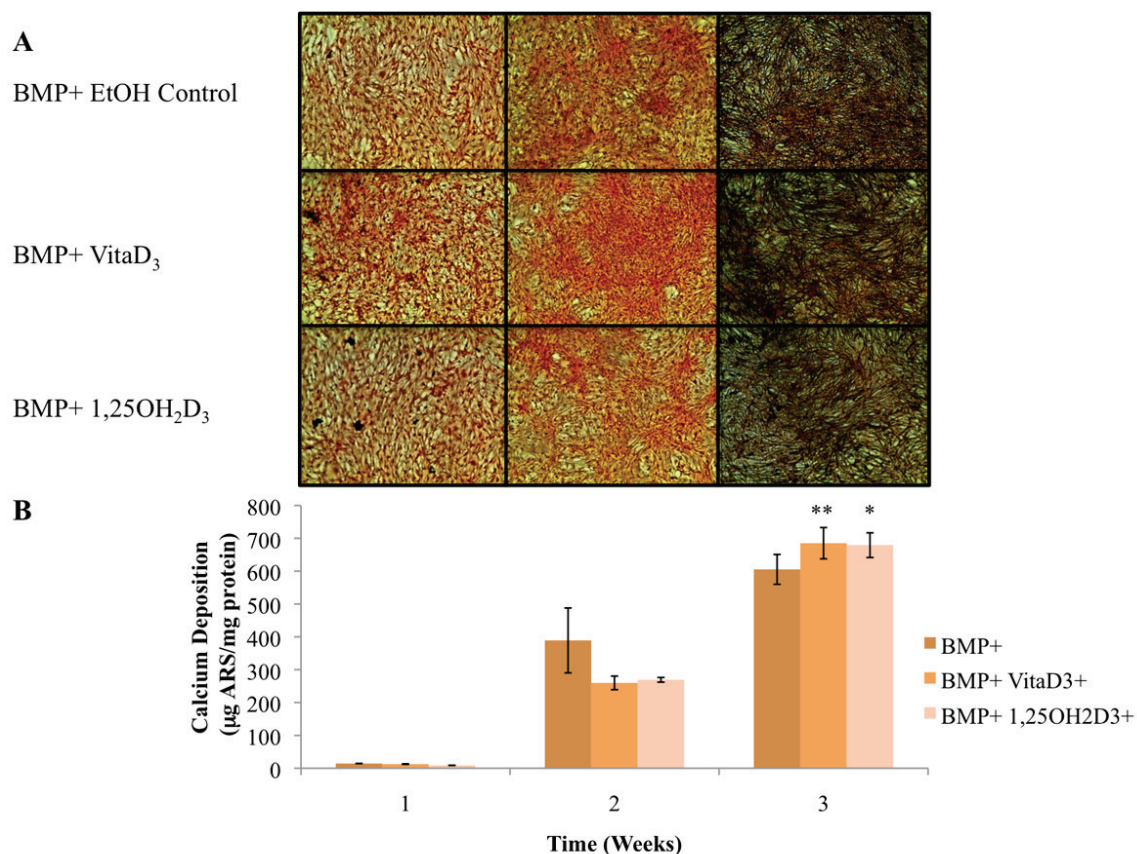 A
BMP+ EtOH Control
BMP+ VitaD₃
BMP+ 1,25OH₂D₃
B
Calcium Deposition
(µg ARS/mg protein)
800
700
600
500
400
300
200
100
0
** *
1 2 3
Time (Weeks)
BMP+
BMP+ VitaD3+
BMP+ 1,25OH2D3+